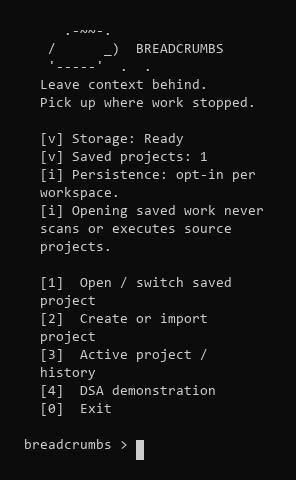 .-~~-.
/      _)  BREADCRUMBS
'-----'  .  .
Leave context behind.
Pick up where work stopped.
[v] Storage: Ready
[v] Saved projects: 1
[i] Persistence: opt-in per
workspace.
[i] Opening saved work never
scans or executes source
projects.
[1]  Open / switch saved
project
[2]  Create or import
project
[3]  Active project /
history
[4]  DSA demonstration
[0]  Exit
breadcrumbs >